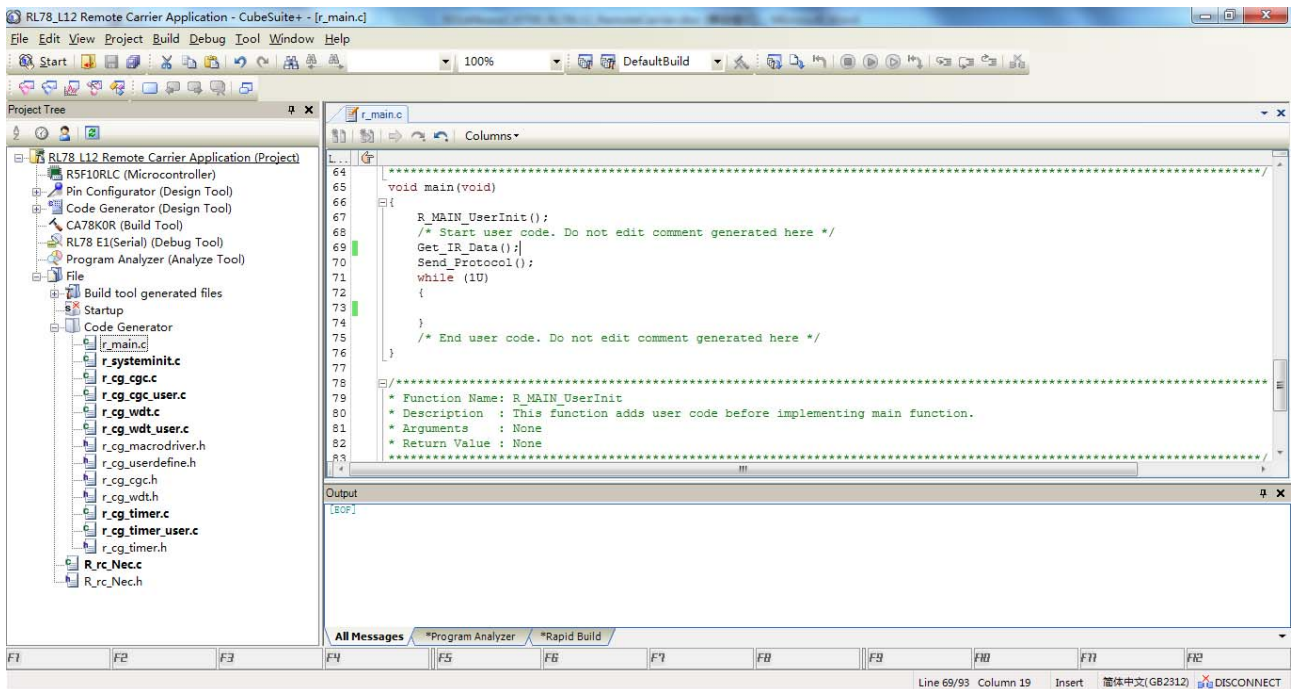 RL78_L12 Remote Carrier Application - CubeSuite+ - [r_main.c]
File Edit View Project Build Debug Tool Window Help
Start 100% DefaultBuild
Project Tree
RL78_L12 Remote Carrier Application (Project)
R5F10RLC (Microcontroller)
Pin Configurator (Design Tool)
Code Generator (Design Tool)
CA78K0R (Build Tool)
RL78 E1(Serial) (Debug Tool)
Program Analyzer (Analyze Tool)
File
Build tool generated files
Startup
Code Generator
r_main.c
r_systeminit.c
r_cg_cgc.c
r_cg_cgc_user.c
r_cg_wdt.c
r_cg_wdt_user.c
r_cg_macrodriver.h
r_cg_userdefine.h
r_cg_cgc.h
r_cg_wdt.h
r_cg_timer.c
r_cg_timer_user.c
r_cg_timer.h
R_rc_Nec.c
R_rc_Nec.h
r_main.c
Columns
L...
64 ***********************************************************************************************************************/
65 void main(void)
66 {
67 R_MAIN_UserInit();
68 /* Start user code. Do not edit comment generated here */
69 Get_IR_Data();
70 Send_Protocol();
71 while (1U)
72 {
73
74 }
75 /* End user code. Do not edit comment generated here */
76 }
77
78 /***********************************************************************************************************************
79 * Function Name: R_MAIN_UserInit
80 * Description : This function adds user code before implementing main function.
81 * Arguments : None
82 * Return Value : None
83 ***********************************************************************************************************************/
Output
[EOF]
All Messages *Program Analyzer *Rapid Build
F1 F2 F3 F4 F5 F6 F7 F8 F9 F10 F11 F12
Line 69/93 Column 19 Insert 简体中文(GB2312) DISCONNECT